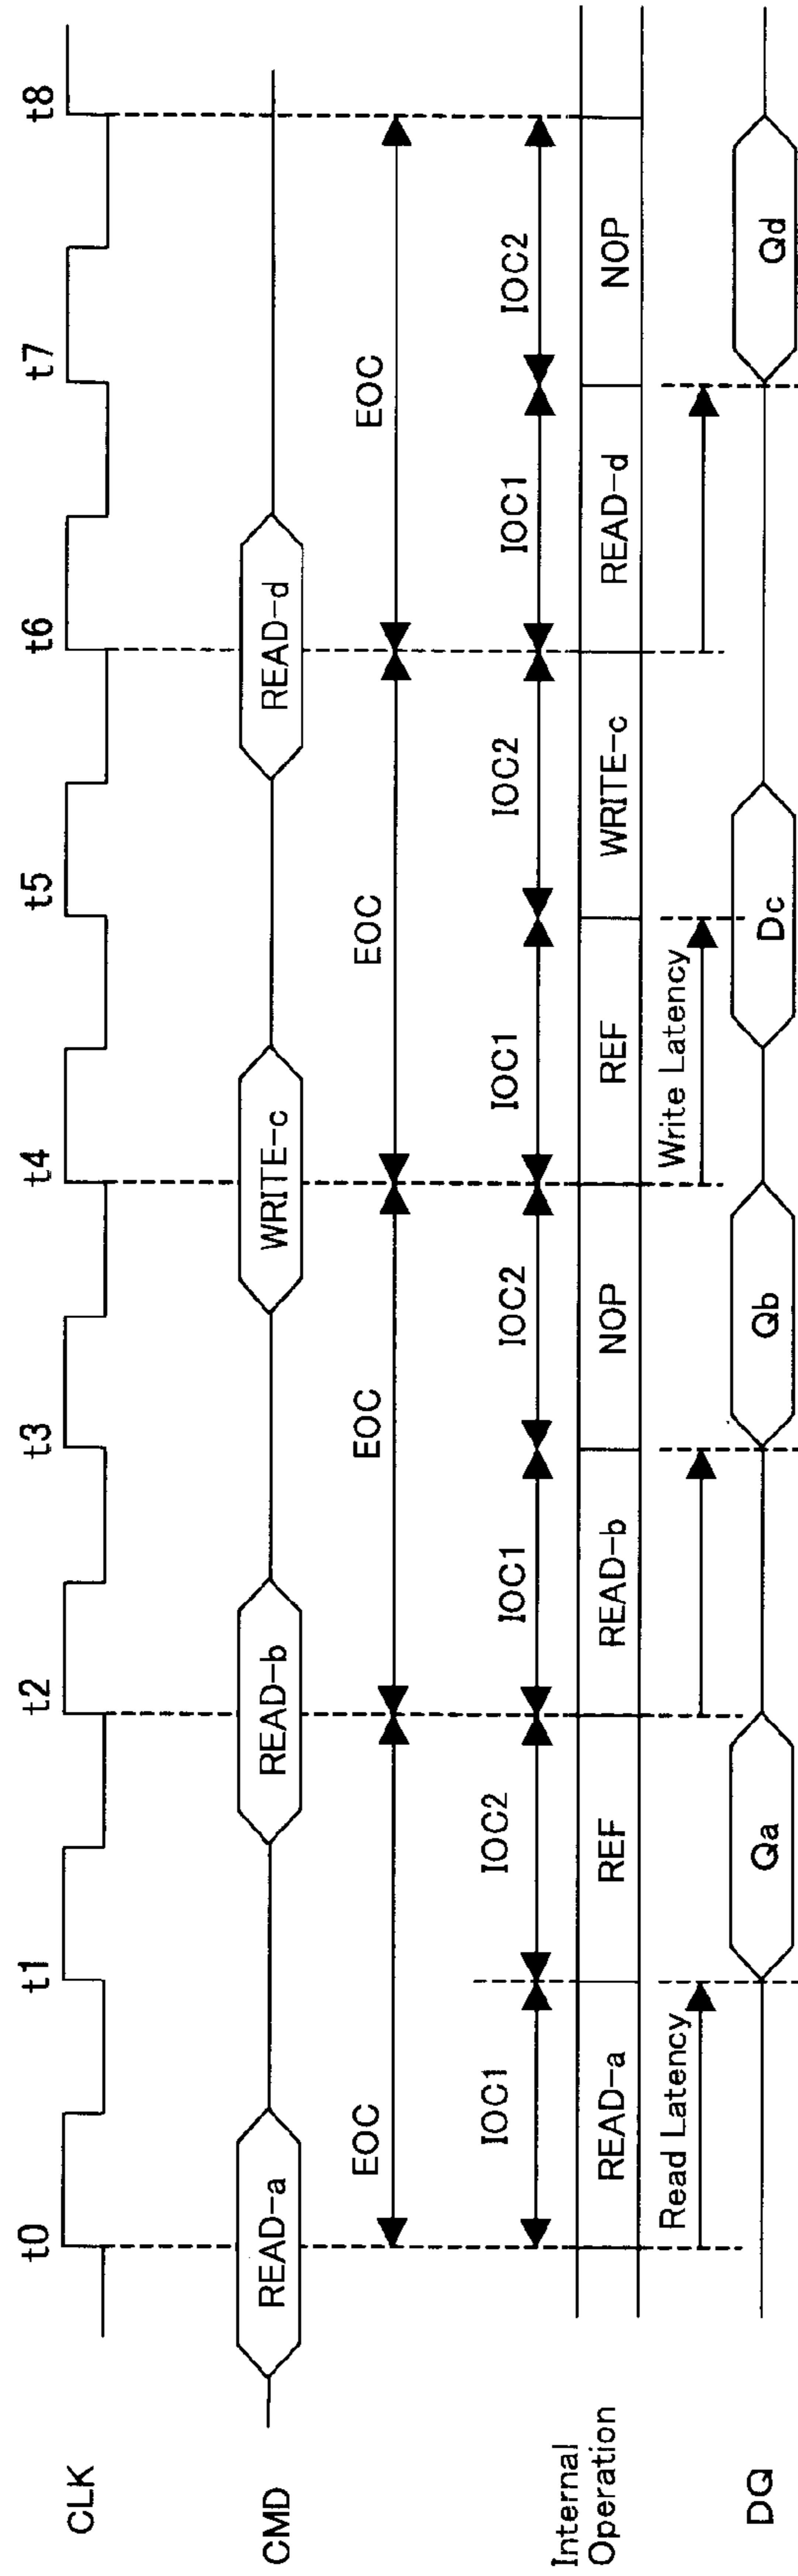 CLK t0 t1 t2 t3 t4 t5 t6 t7 t8
CMD READ-a READ-b WRITE-c READ-d
EOC EOC EOC EOC
IOC1 IOC2 IOC1 IOC2 IOC1 IOC2 IOC1 IOC2
Internal
Operation
READ-a REF READ-b NOP REF WRITE-c READ-d NOP
Read Latency Write Latency
DQ Qa Qb Dc Qd